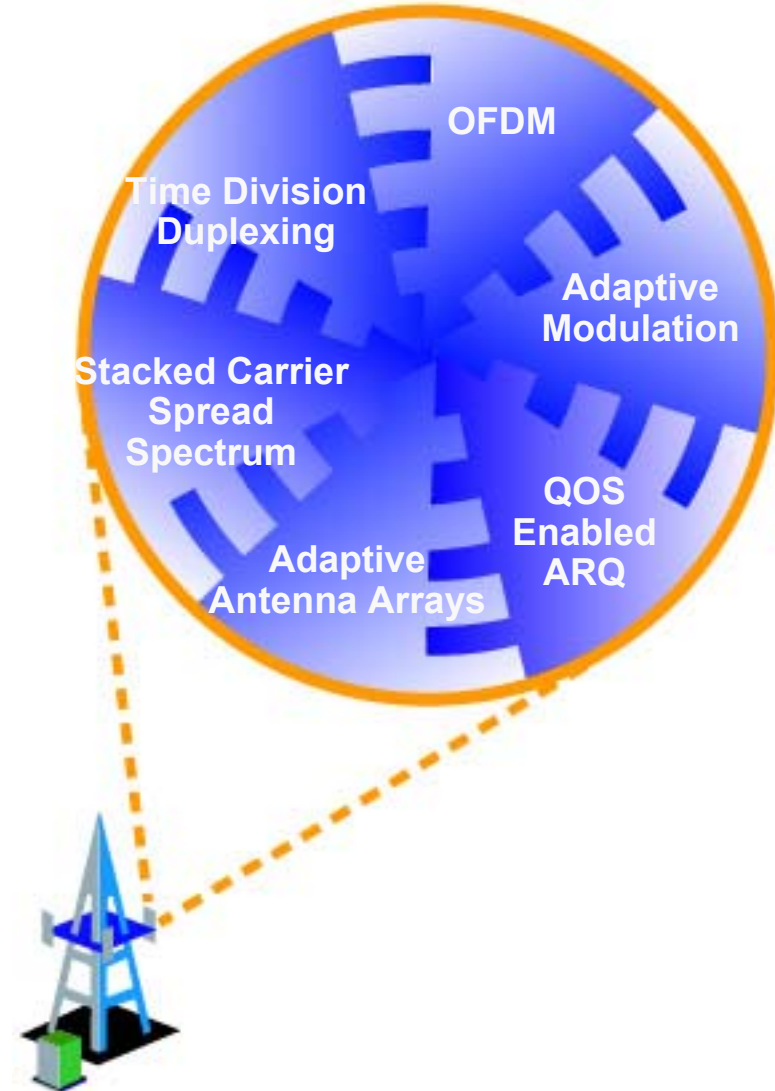 OFDM
Time Division
Duplexing
Adaptive
Modulation
Stacked Carrier
Spread
Spectrum
QOS
Enabled
ARQ
Adaptive
Antenna Arrays